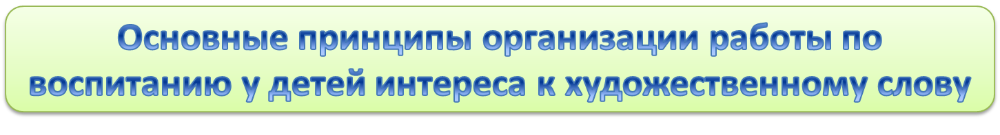 Основные принципы организации работы по
воспитанию у детей интереса к художественному слову